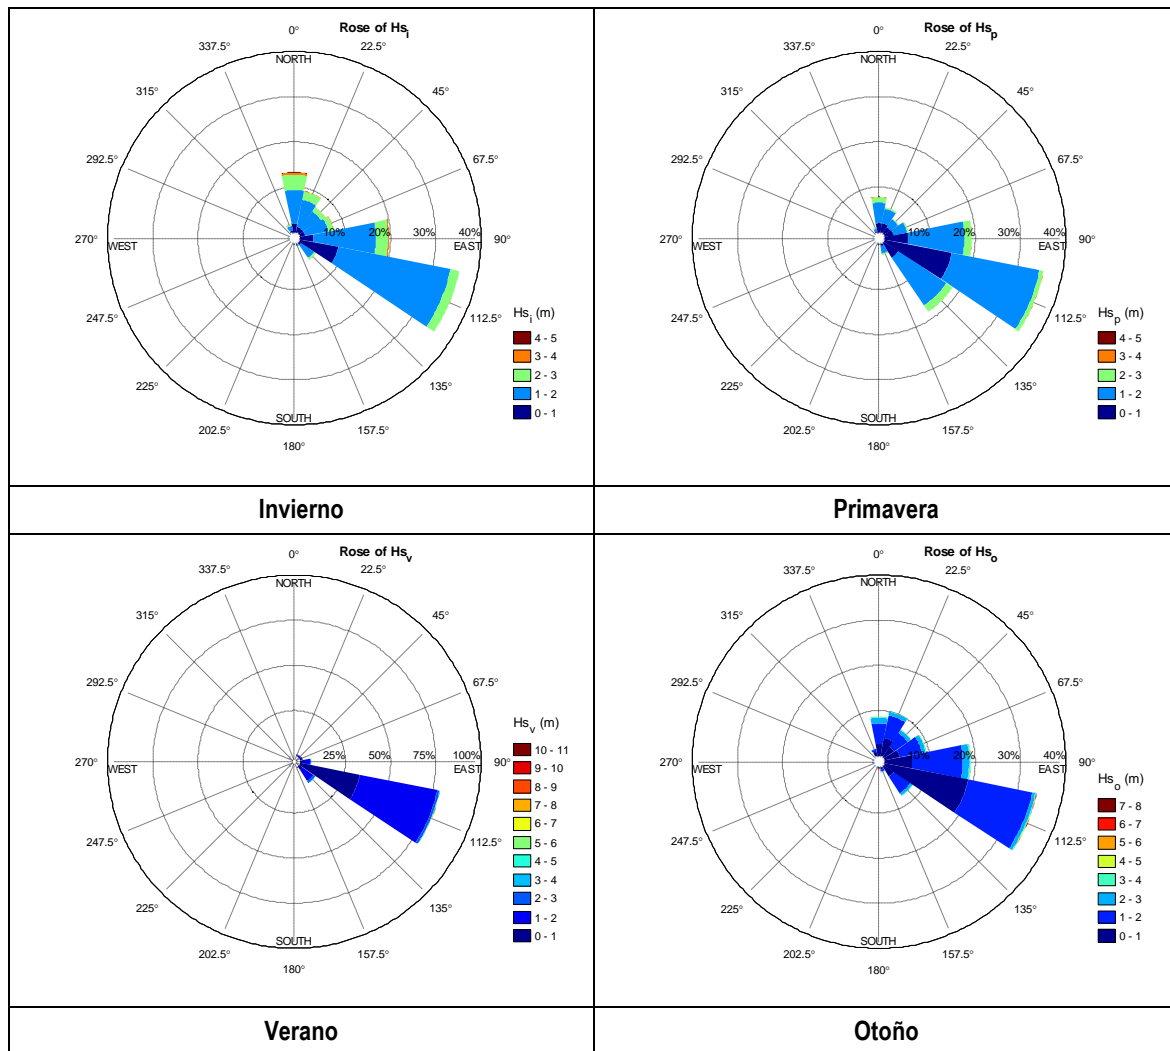 Rose of Hs_i
0°
337.5° 22.5°
NORTH
315° 45°
292.5° 67.5°
10% 20% 30% 40%
270° WEST EAST 90°
247.5° 112.5°
225° 135°
SOUTH
202.5° 157.5°
180°
Hs_i (m)
4 - 5
3 - 4
2 - 3
1 - 2
0 - 1
Invierno
Rose of Hs_p
0°
337.5° 22.5°
NORTH
315° 45°
292.5° 67.5°
10% 20% 30% 40%
270° WEST EAST 90°
247.5° 112.5°
225° 135°
SOUTH
202.5° 157.5°
180°
Hs_p (m)
4 - 5
3 - 4
2 - 3
1 - 2
0 - 1
Primavera
Rose of Hs_v
0°
337.5° 22.5°
NORTH
315° 45°
292.5° 67.5°
25% 50% 75% 100%
270° WEST EAST 90°
247.5° 112.5°
225° 135°
SOUTH
202.5° 157.5°
180°
Hs_v (m)
10 - 11
9 - 10
8 - 9
7 - 8
6 - 7
5 - 6
4 - 5
3 - 4
2 - 3
1 - 2
0 - 1
Verano
Rose of Hs_o
0°
337.5° 22.5°
NORTH
315° 45°
292.5° 67.5°
10% 20% 30% 40%
270° WEST EAST 90°
247.5° 112.5°
225° 135°
SOUTH
202.5° 157.5°
180°
Hs_o (m)
7 - 8
6 - 7
5 - 6
4 - 5
3 - 4
2 - 3
1 - 2
0 - 1
Otoño